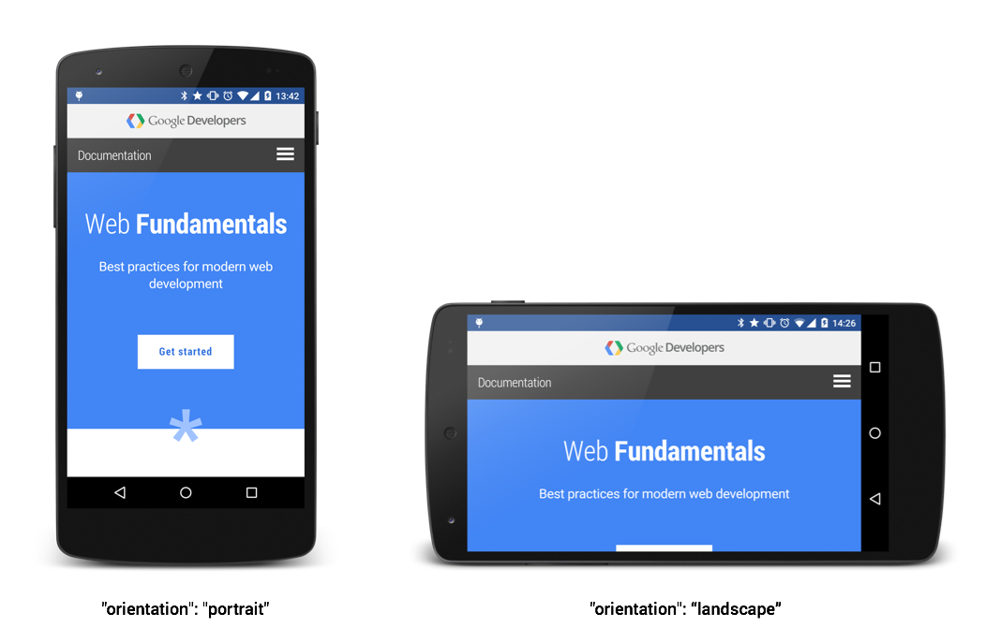 13:42
Google Developers
Documentation
Web Fundamentals
Best practices for modern web
development
Get started
*
"orientation": "portrait"
14:26
Google Developers
Documentation
Web Fundamentals
Best practices for modern web development
"orientation": “landscape”